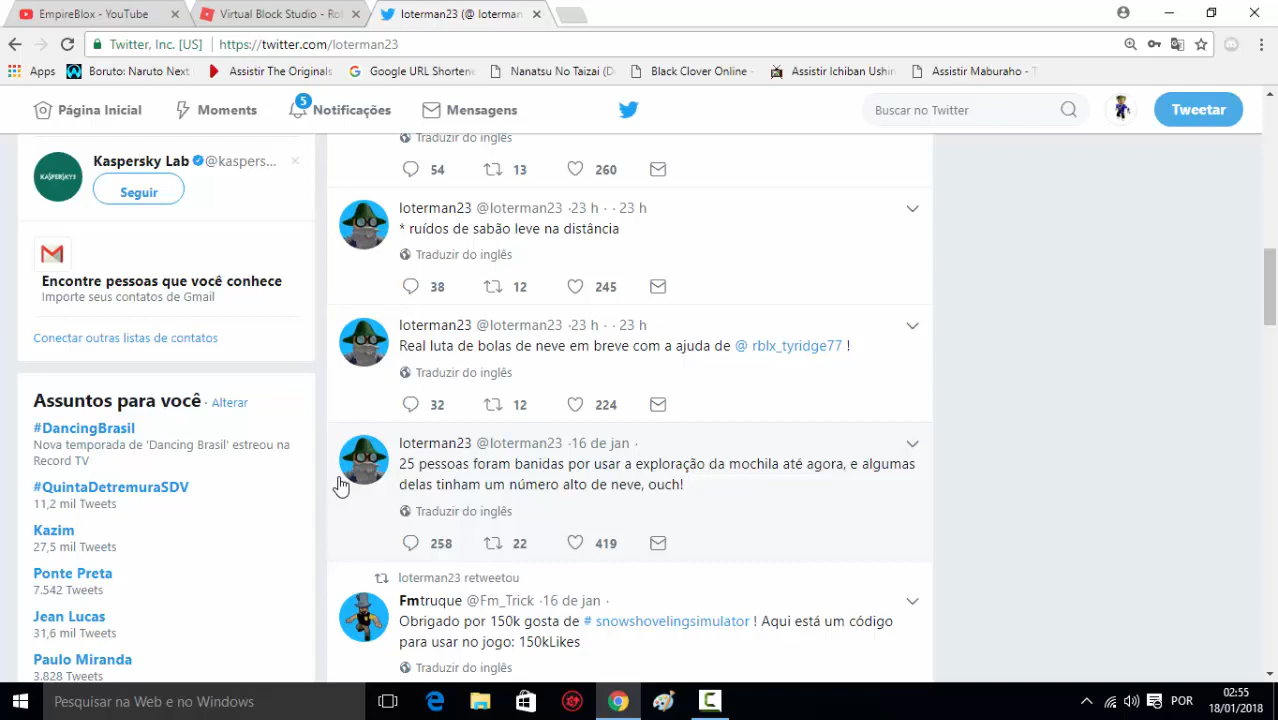 EmpireBlox - YouTube
Virtual Block Studio - Rol
loterman23 (@ loterman
Twitter, Inc. [US]
https://twitter.com/loterman23
Apps
Boruto: Naruto Next
Assistir The Originals
Google URL Shortene
Nanatsu No Taizai (D
Black Clover Online -
Assistir Ichiban Ushir
Assistir Maburaho - T
Página Inicial
Moments
5
Notificações
Mensagens
Buscar no Twitter
Tweetar
Kaspersky Lab @kaspers...
KASPERSKY
Seguir
Encontre pessoas que você conhece
Importe seus contatos de Gmail
Conectar outras listas de contatos
Assuntos para você · Alterar
#DancingBrasil
Nova temporada de 'Dancing Brasil' estreou na
Record TV
#QuintaDetremuraSDV
11,2 mil Tweets
Kazim
27,5 mil Tweets
Ponte Preta
7.542 Tweets
Jean Lucas
31,6 mil Tweets
Paulo Miranda
3.828 Tweets
Traduzir do inglês
54 13 260
loterman23 @loterman23 ·23 h · · 23 h
* ruídos de sabão leve na distância
Traduzir do inglês
38 12 245
loterman23 @loterman23 ·23 h · · 23 h
Real luta de bolas de neve em breve com a ajuda de @ rblx_tyridge77 !
Traduzir do inglês
32 12 224
loterman23 @loterman23 ·16 de jan ·
25 pessoas foram banidas por usar a exploração da mochila até agora, e algumas
delas tinham um número alto de neve, ouch!
Traduzir do inglês
258 22 419
loterman23 retweetou
Fmtruque @Fm_Trick ·16 de jan ·
Obrigado por 150k gosta de # snowshovelingsimulator ! Aqui está um código
para usar no jogo: 150kLikes
Traduzir do inglês
Pesquisar na Web e no Windows
POR
02:55
18/01/2018